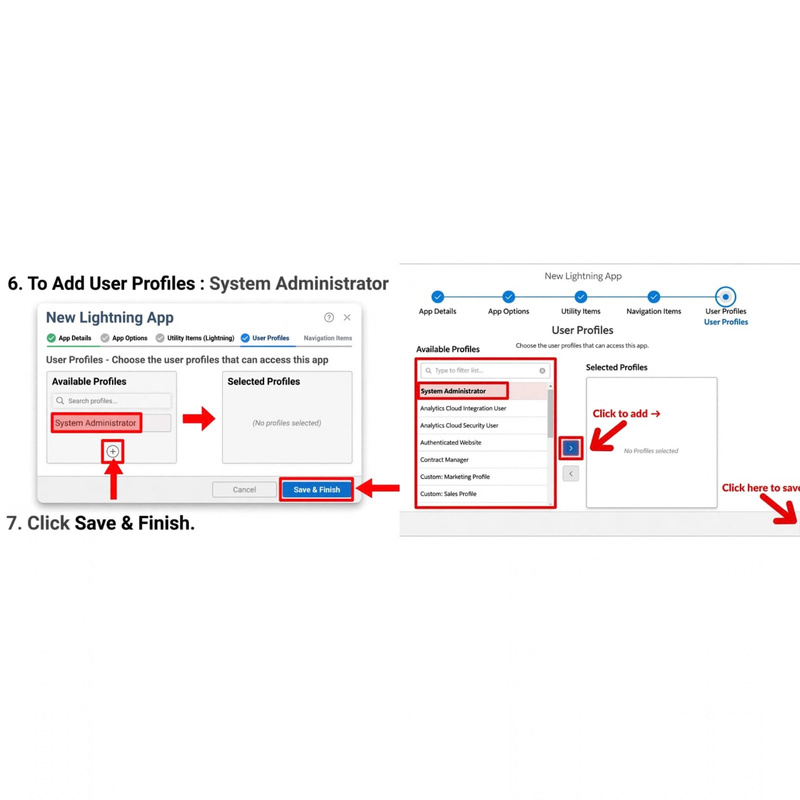 6. To Add User Profiles : System Administrator
New Lightning App
App Details
App Options
Utility Items (Lightning)
User Profiles
Navigation Items
User Profiles - Choose the user profiles that can access this app
Available Profiles
Search profiles...
System Administrator
Selected Profiles
(No profiles selected)
Cancel
Save & Finish
7. Click Save & Finish.
New Lightning App
App Details
App Options
Utility Items
Navigation Items
User Profiles
User Profiles
User Profiles
Choose the user profiles that can access this app.
Available Profiles
Type to filter list...
System Administrator
Analytics Cloud Integration User
Analytics Cloud Security User
Authenticated Website
Contract Manager
Custom: Marketing Profile
Custom: Sales Profile
Click to add →
Selected Profiles
No Profiles selected
Click here to save